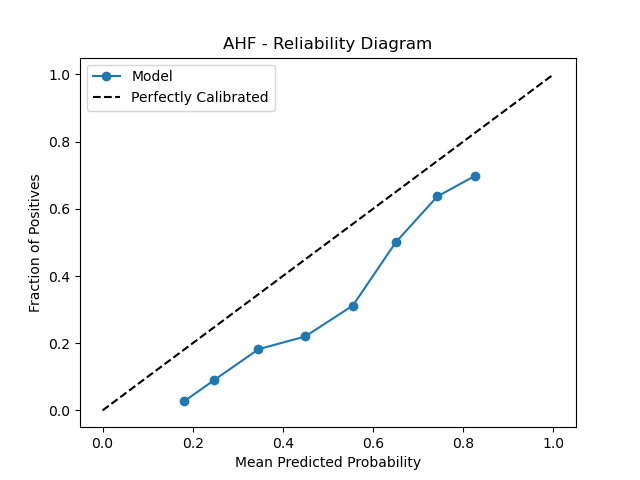 AHF - Reliability Diagram
Model
Perfectly Calibrated
1.0
0.8
0.6
0.4
0.2
0.0
Fraction of Positives
0.0 0.2 0.4 0.6 0.8 1.0
Mean Predicted Probability